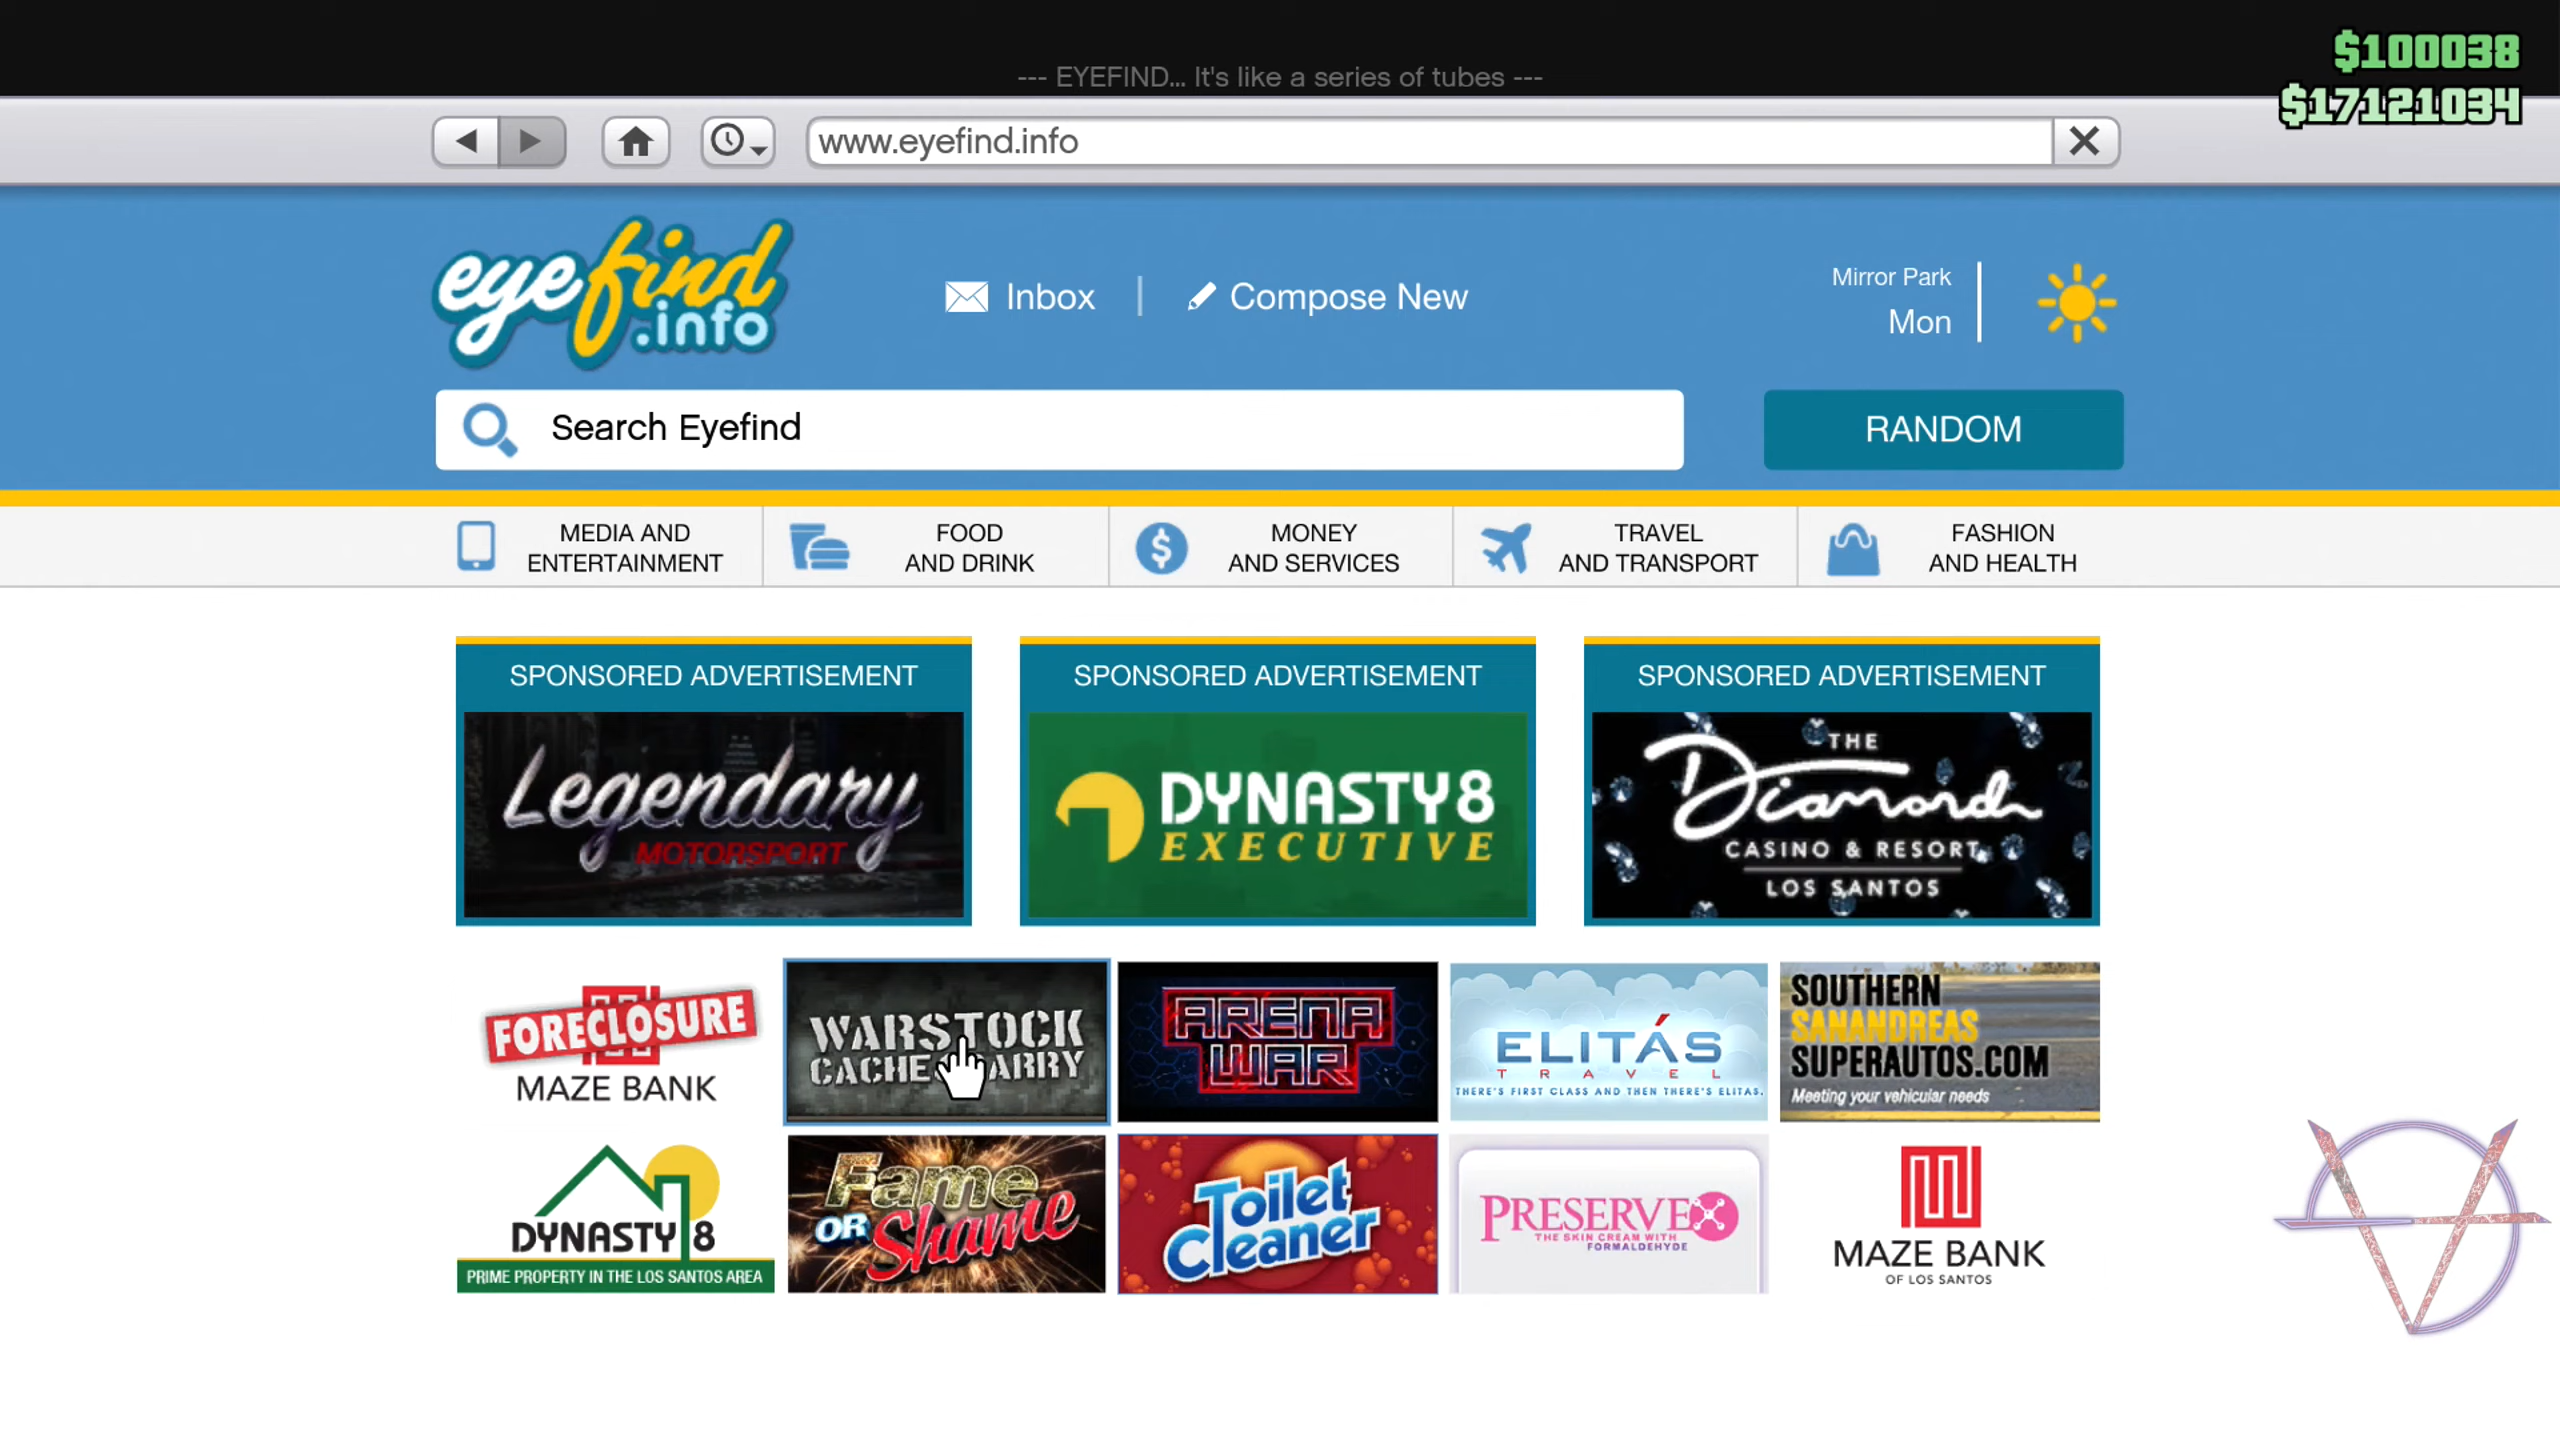 --- EYEFIND... It's like a series of tubes ---
$100038
$17121034
www.eyefind.info
eyefind
.info
Inbox
Compose New
Mirror Park
Mon
Search Eyefind
RANDOM
MEDIA AND
ENTERTAINMENT
FOOD
AND DRINK
MONEY
AND SERVICES
TRAVEL
AND TRANSPORT
FASHION
AND HEALTH
SPONSORED ADVERTISEMENT
Legendary
MOTORSPORT
SPONSORED ADVERTISEMENT
DYNASTY8
EXECUTIVE
SPONSORED ADVERTISEMENT
THE
Diamond
CASINO & RESORT
LOS SANTOS
FORECLOSURE
MAZE BANK
WARSTOCK
CACHE ARRY
ARENA
WAR
ELITÁS
TRAVEL
THERE'S FIRST CLASS AND THEN THERE'S ELITAS.
SOUTHERN
SANANDREAS
SUPERAUTOS.COM
Meeting your vehicular needs
DYNASTY 8
PRIME PROPERTY IN THE LOS SANTOS AREA
Fame
OR Shame
Toilet
Cleaner
PRESERVEX
THE SKIN CREAM WITH
FORMALDEHYDE
MAZE BANK
OF LOS SANTOS